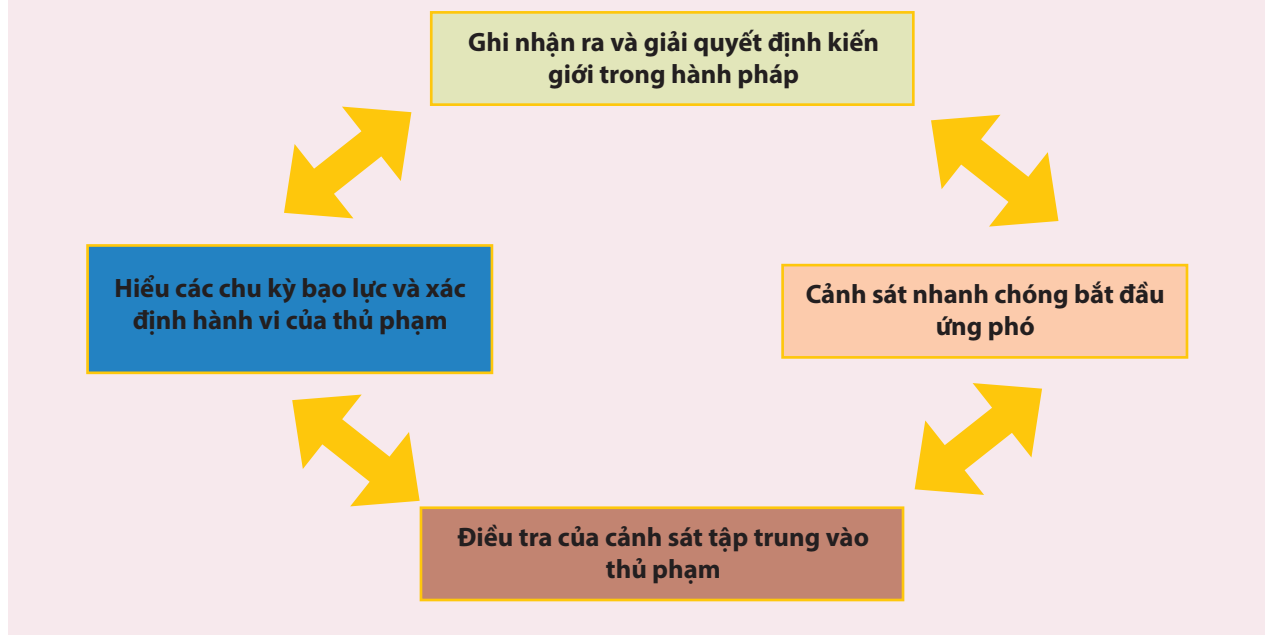 Ghi nhận ra và giải quyết định kiến
giới trong hành pháp
Hiểu các chu kỳ bạo lực và xác
định hành vi của thủ phạm
Cảnh sát nhanh chóng bắt đầu
ứng phó
Điều tra của cảnh sát tập trung vào
thủ phạm